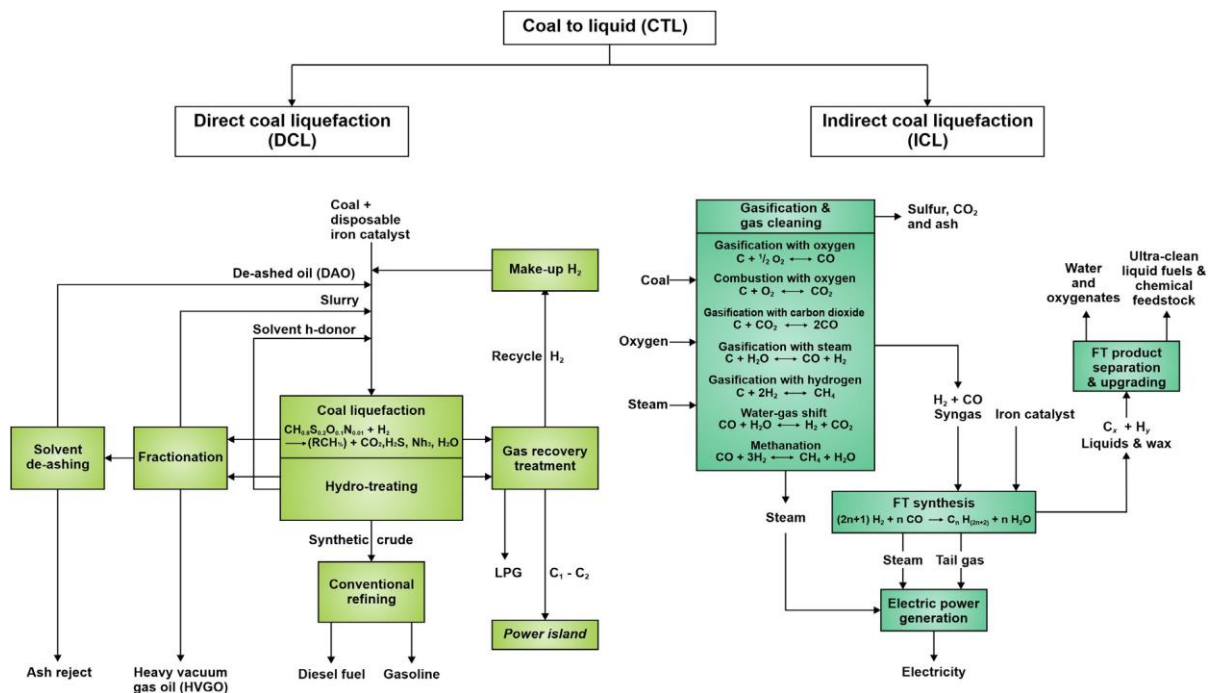 Coal to liquid (CTL)
Direct coal liquefaction
(DCL)
Indirect coal liquefaction
(ICL)
Coal +
disposable
iron catalyst
De-ashed oil (DAO)
Make-up H₂
Slurry
Solvent h-donor
Recycle H₂
Coal liquefaction
CH₀.₈S₀.₂O₀.₁N₀.₀₁ + H₂
⟶(RCH%) + CO₂,H₂S, Nh₃, H₂O
Hydro-treating
Solvent
de-ashing
Fractionation
Gas recovery
treatment
Synthetic crude
LPG
C₁ - C₂
Conventional
refining
Power island
Ash reject
Heavy vacuum
gas oil (HVGO)
Diesel fuel
Gasoline
Gasification &
gas cleaning
Sulfur, CO₂
and ash
Gasification with oxygen
C + ¹/₂ O₂ ⟷ CO
Combustion with oxygen
C + O₂ ⟷ CO₂
Gasification with carbon dioxide
C + CO₂ ⟷ 2CO
Gasification with steam
C + H₂O ⟷ CO + H₂
Gasification with hydrogen
C + 2H₂ ⟷ CH₄
Water-gas shift
CO + H₂O ⟷ H₂ + CO₂
Methanation
CO + 3H₂ ⟷ CH₄ + H₂O
Coal
Oxygen
Steam
Water
and
oxygenates
Ultra-clean
liquid fuels &
chemical
feedstock
FT product
separation
& upgrading
H₂ + CO
Syngas
Iron catalyst
Cₓ + Hᵧ
Liquids & wax
Steam
FT synthesis
(2n+1) H₂ + n CO ⟶ Cₙ H₍₂ₙ₊₂₎ + n H₂O
Steam
Tail gas
Electric power
generation
Electricity